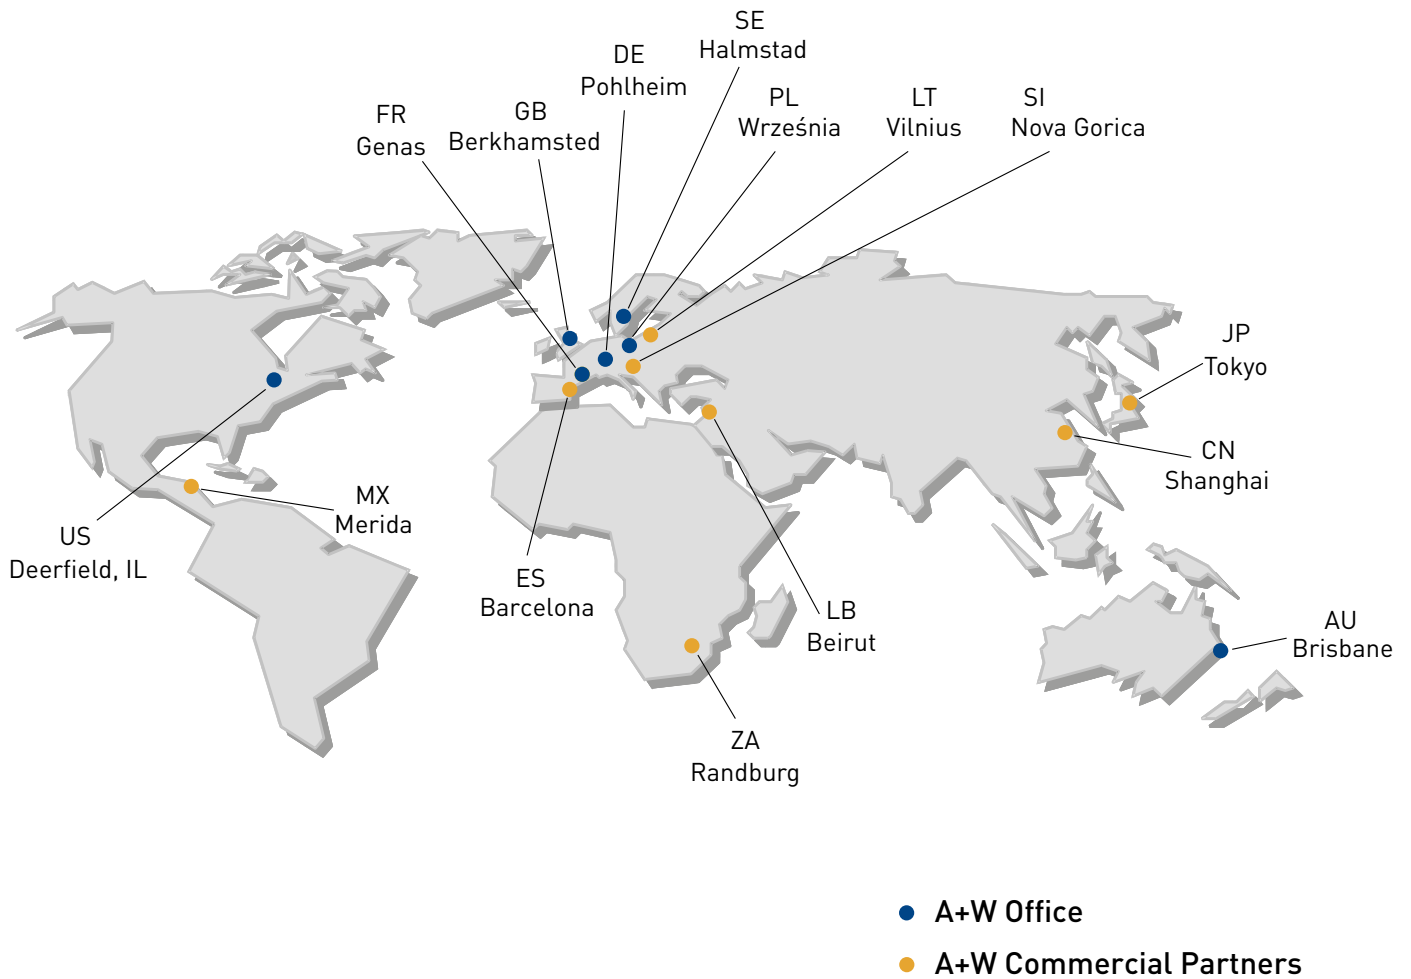 SE
Halmstad
DE
Pohlheim
PL
Września
LT
Vilnius
SI
Nova Gorica
FR
Genas
GB
Berkhamsted
JP
Tokyo
CN
Shanghai
MX
Merida
US
Deerfield, IL
ES
Barcelona
LB
Beirut
AU
Brisbane
ZA
Randburg
A+W Office
A+W Commercial Partners